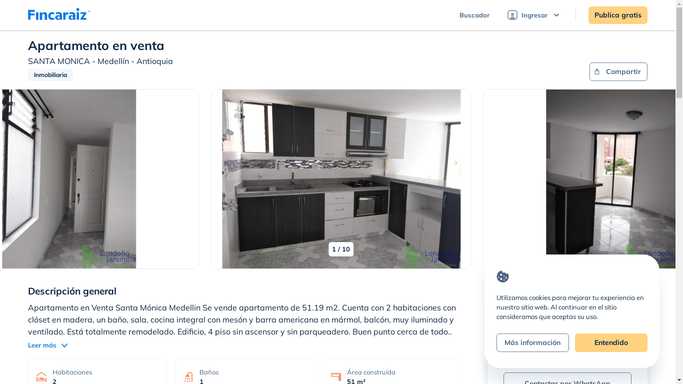 Fincaraiz
Buscador
Ingresar
Publica gratis
Apartamento en venta
SANTA MONICA - Medellín - Antioquia
Inmobiliaria
Compartir
1 / 10
Descripción general
Apartamento en Venta Santa Mónica Medellín Se vende apartamento de 51.19 m2. Cuenta con 2 habitaciones con
clóset en madera, un baño, sala, cocina integral con mesón y barra americana en mármol, balcón, muy iluminado y
ventilado. Está totalmente remodelado. Edificio, 4 piso sin ascensor y sin parqueadero. Buen punto cerca de todo..
Leer más
Habitaciones
2
Baños
1
Área construida
51 m²
Utilizamos cookies para mejorar tu experiencia en
nuestro sitio web. Al continuar en el sitio
consideramos que aceptas su uso.
Más información
Entendido
Contactar por WhatsApp